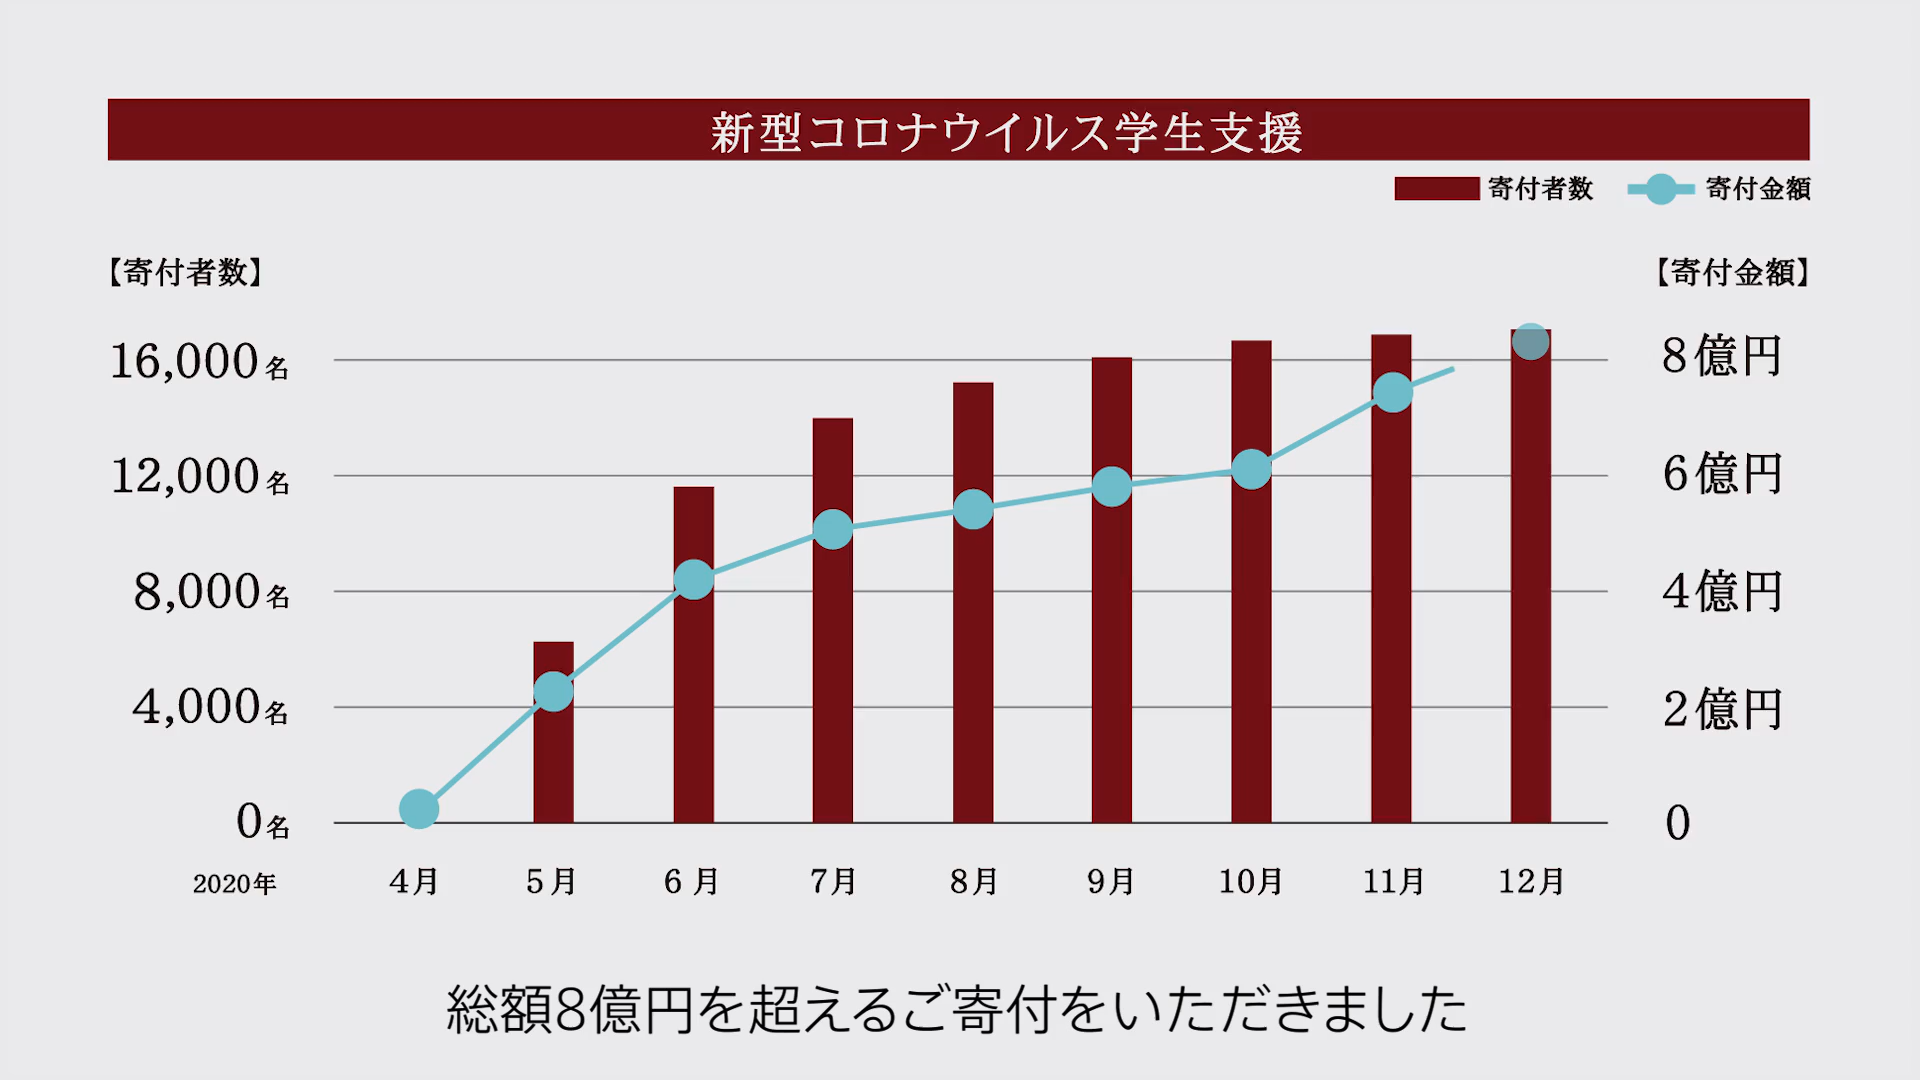 新型コロナウイルス学生支援
寄付者数 寄付金額
【寄付者数】 【寄付金額】
16,000名 8億円
12,000名 6億円
8,000名 4億円
4,000名 2億円
0名 0
2020年 4月 5月 6月 7月 8月 9月 10月 11月 12月
総額8億円を超えるご寄付をいただきました